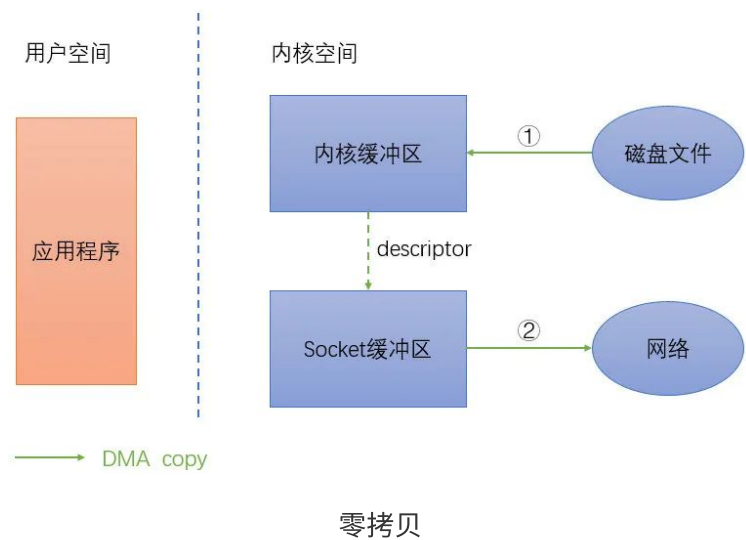 用户空间
内核空间
内核缓冲区
①
磁盘文件
应用程序
descriptor
Socket缓冲区
②
网络
DMA copy
零拷贝